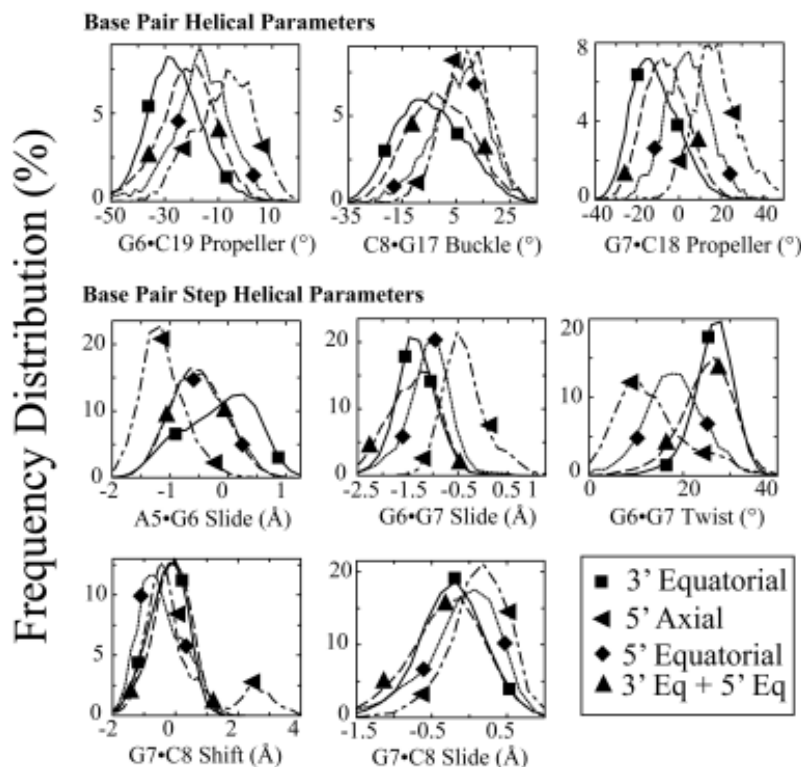 Base Pair Helical Parameters
Frequency Distribution (%)
5
0
-50 -30 -10 10
G6•C19 Propeller (°)
5
0
-35 -15 5 25
C8•G17 Buckle (°)
8
4
0
-40 -20 0 20 40
G7•C18 Propeller (°)
Base Pair Step Helical Parameters
20
10
0
-2 -1 0 1
A5•G6 Slide (Å)
20
10
0
-2.5 -1.5 -0.5 0.5 1
G6•G7 Slide (Å)
20
10
0
0 20 40
G6•G7 Twist (°)
10
5
0
-2 0 2 4
G7•C8 Shift (Å)
20
10
0
-1.5 -0.5 0.5
G7•C8 Slide (Å)
3' Equatorial
5' Axial
5' Equatorial
3' Eq + 5' Eq